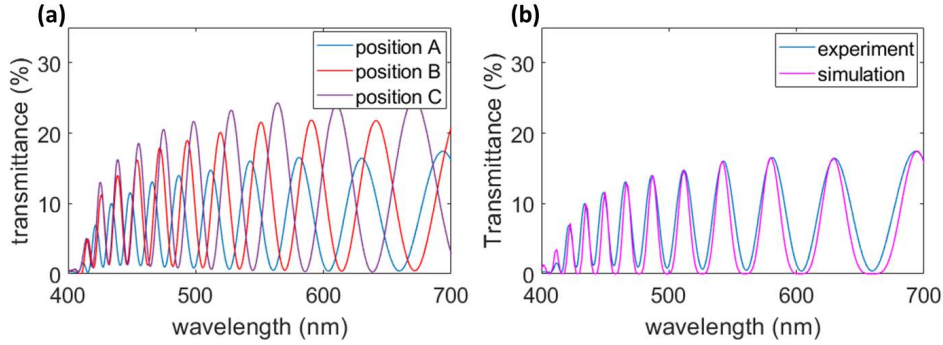 (a)
transmittance (%)
30
20
10
0
position A
position B
position C
400
500
600
700
wavelength (nm)
(b)
Transmittance (%)
30
20
10
0
experiment
simulation
400
500
600
700
wavelength (nm)